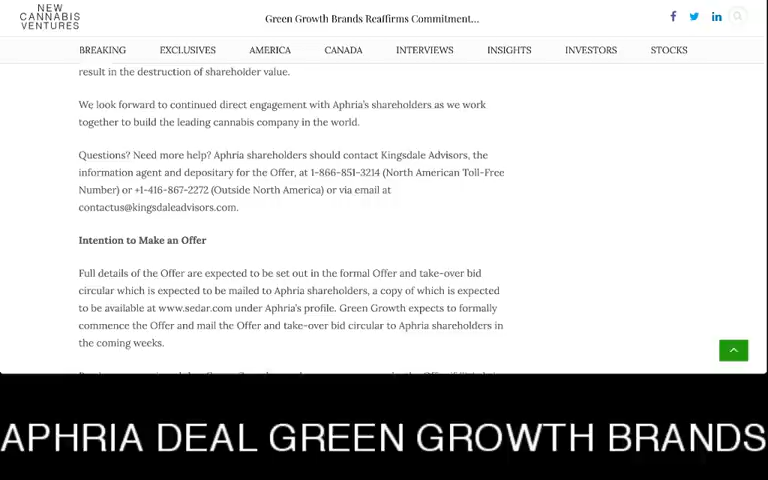 NEW
CANNABIS
VENTURES
Green Growth Brands Reaffirms Commitment...
BREAKING EXCLUSIVES AMERICA CANADA INTERVIEWS INSIGHTS INVESTORS STOCKS
result in the destruction of shareholder value.
We look forward to continued direct engagement with Aphria's shareholders as we work
together to build the leading cannabis company in the world.
Questions? Need more help? Aphria shareholders should contact Kingsdale Advisors, the
information agent and depositary for the Offer, at 1-866-851-3214 (North American Toll-Free
Number) or +1-416-867-2272 (Outside North America) or via email at
contactus@kingsdaleadvisors.com.
Intention to Make an Offer
Full details of the Offer are expected to be set out in the formal Offer and take-over bid
circular which is expected to be mailed to Aphria shareholders, a copy of which is expected
to be available at www.sedar.com under Aphria's profile. Green Growth expects to formally
commence the Offer and mail the Offer and take-over bid circular to Aphria shareholders in
the coming weeks.
APHRIA DEAL GREEN GROWTH BRANDS